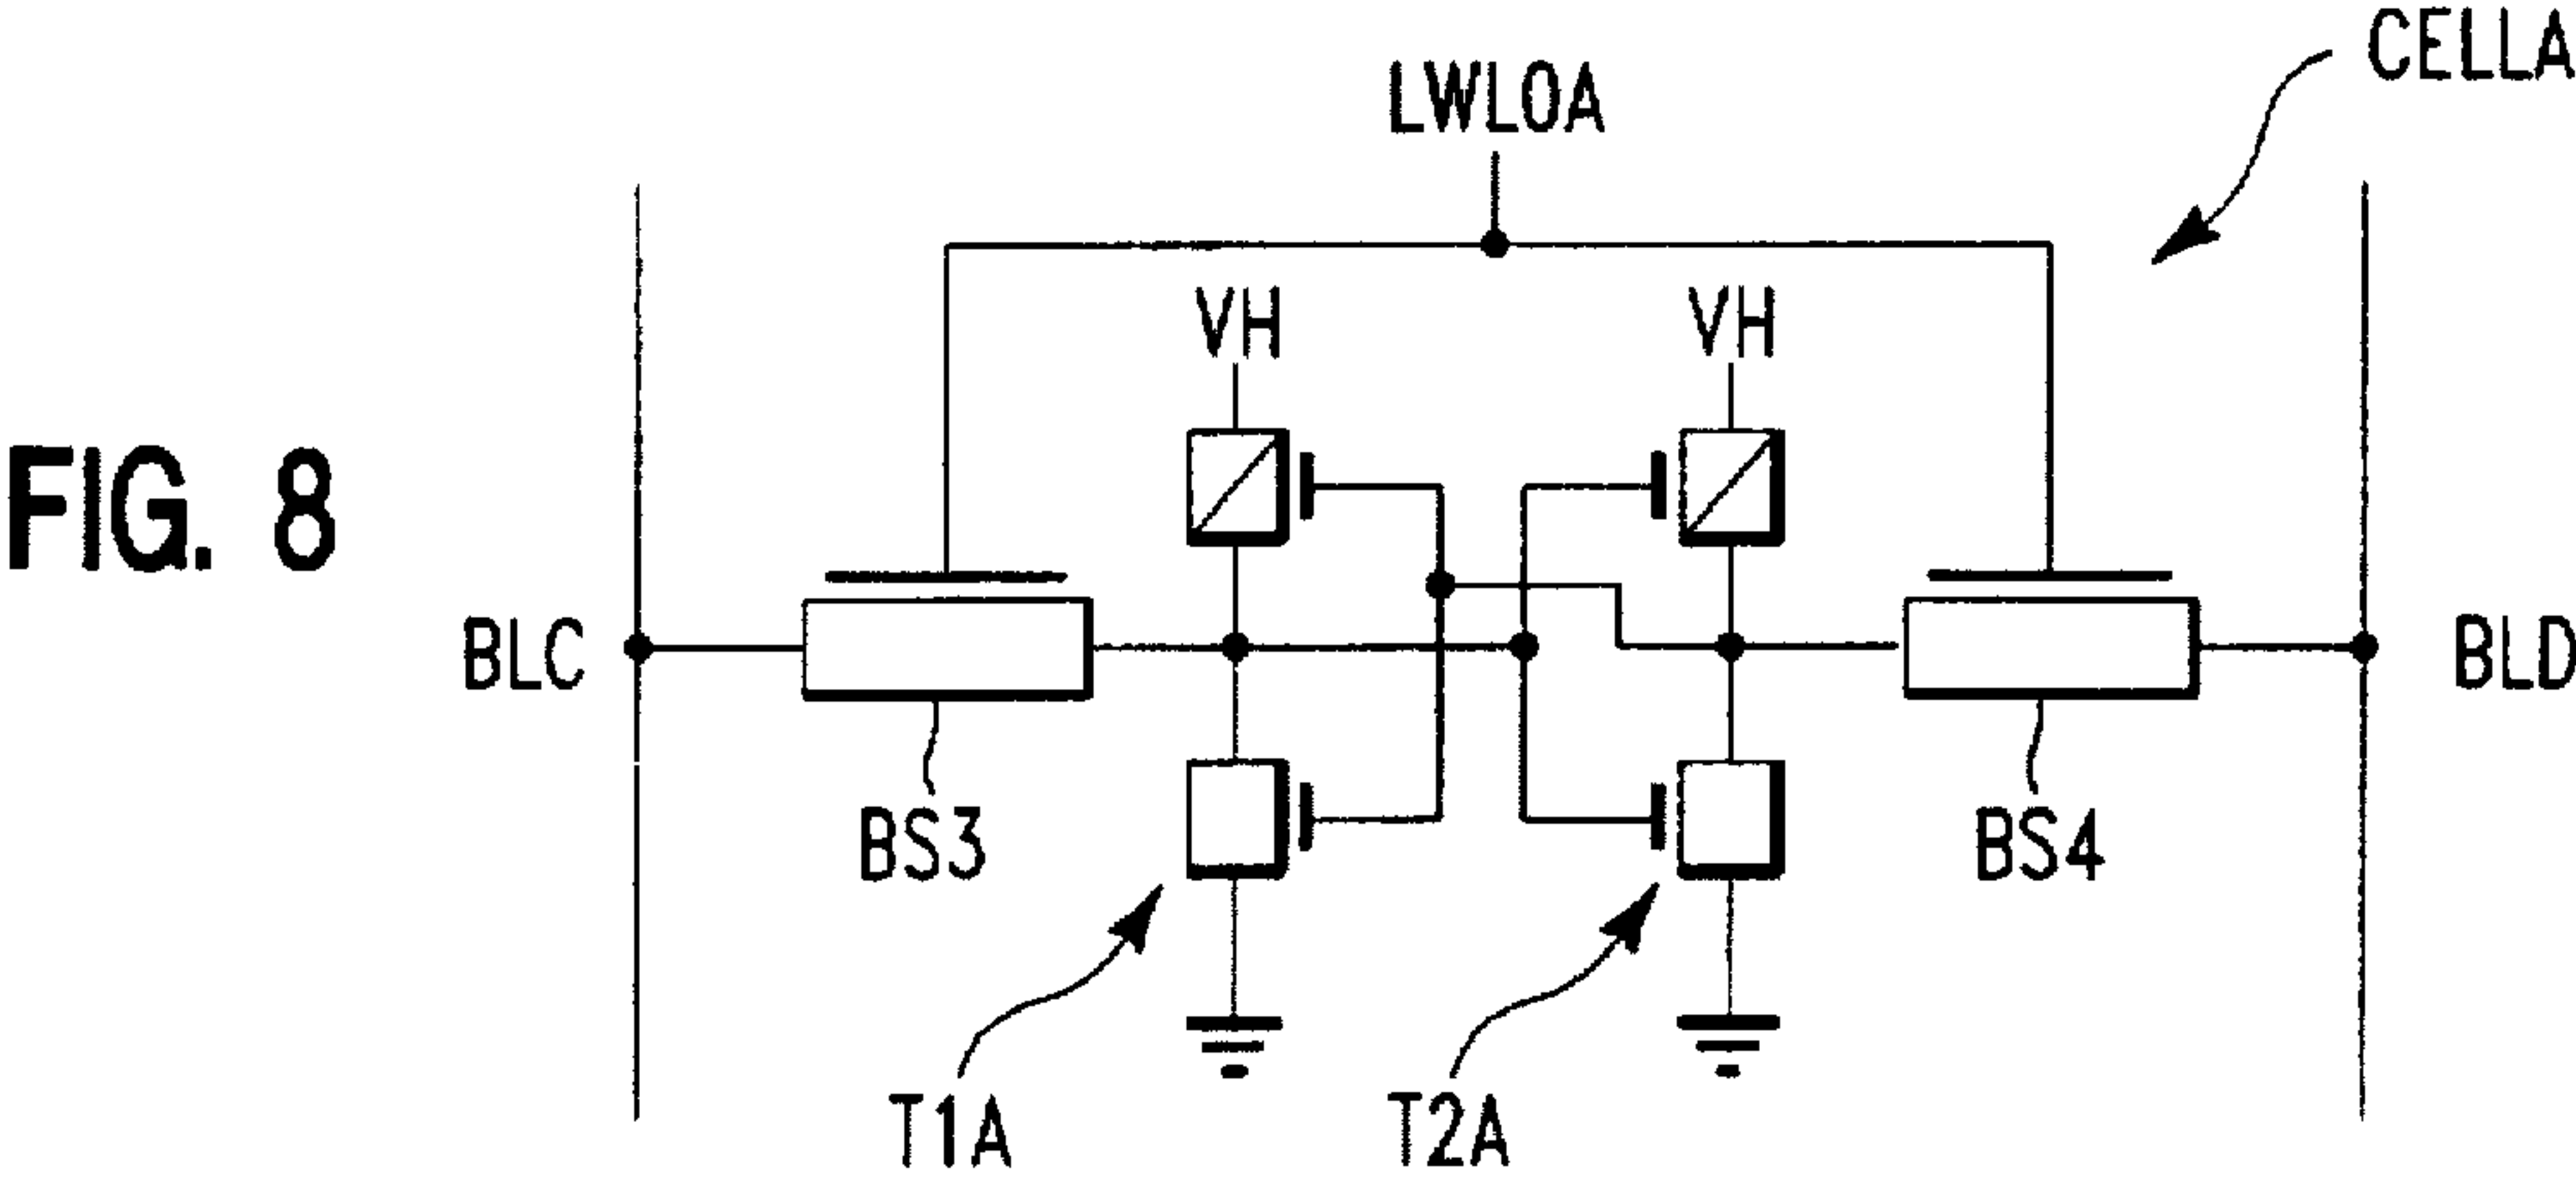 CELLA
LWL0A
VH VH
FIG. 8
BLC BLD
BS3 BS4
T1A T2A